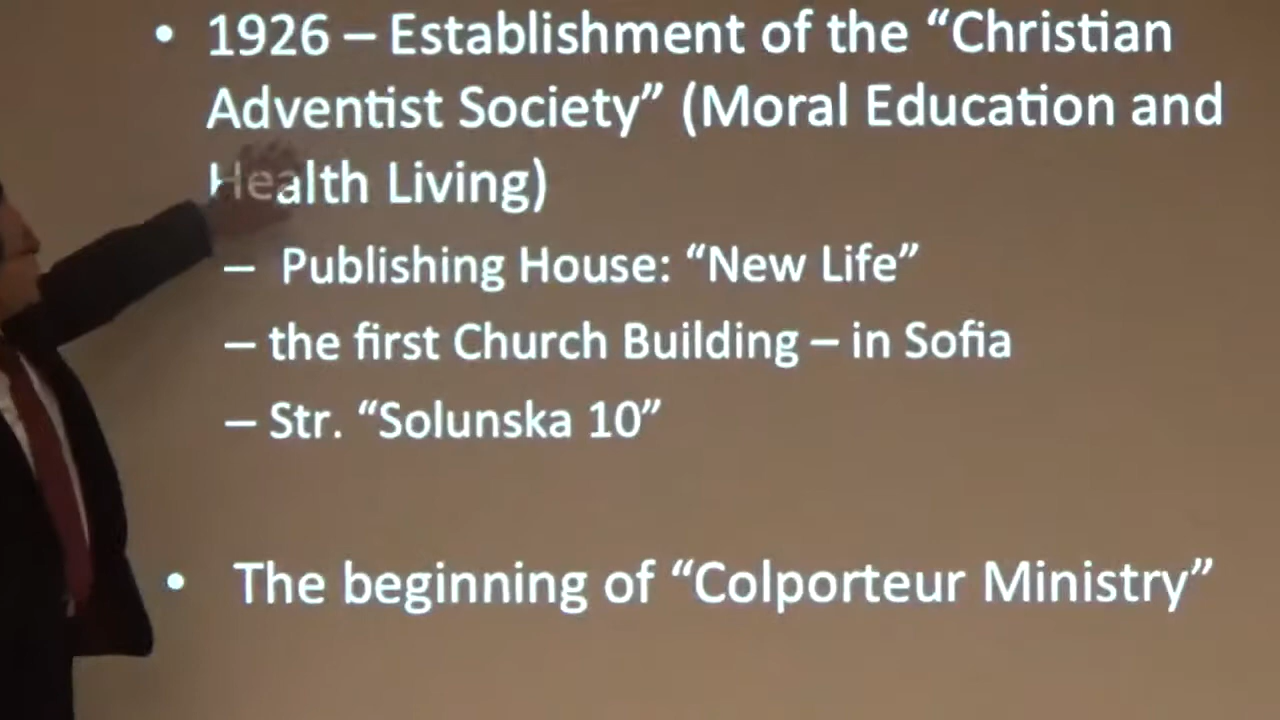 • 1926 – Establishment of the “Christian
Adventist Society” (Moral Education and
Health Living)
– Publishing House: “New Life”
– the first Church Building – in Sofia
– Str. “Solunska 10”
• The beginning of “Colporteur Ministry”